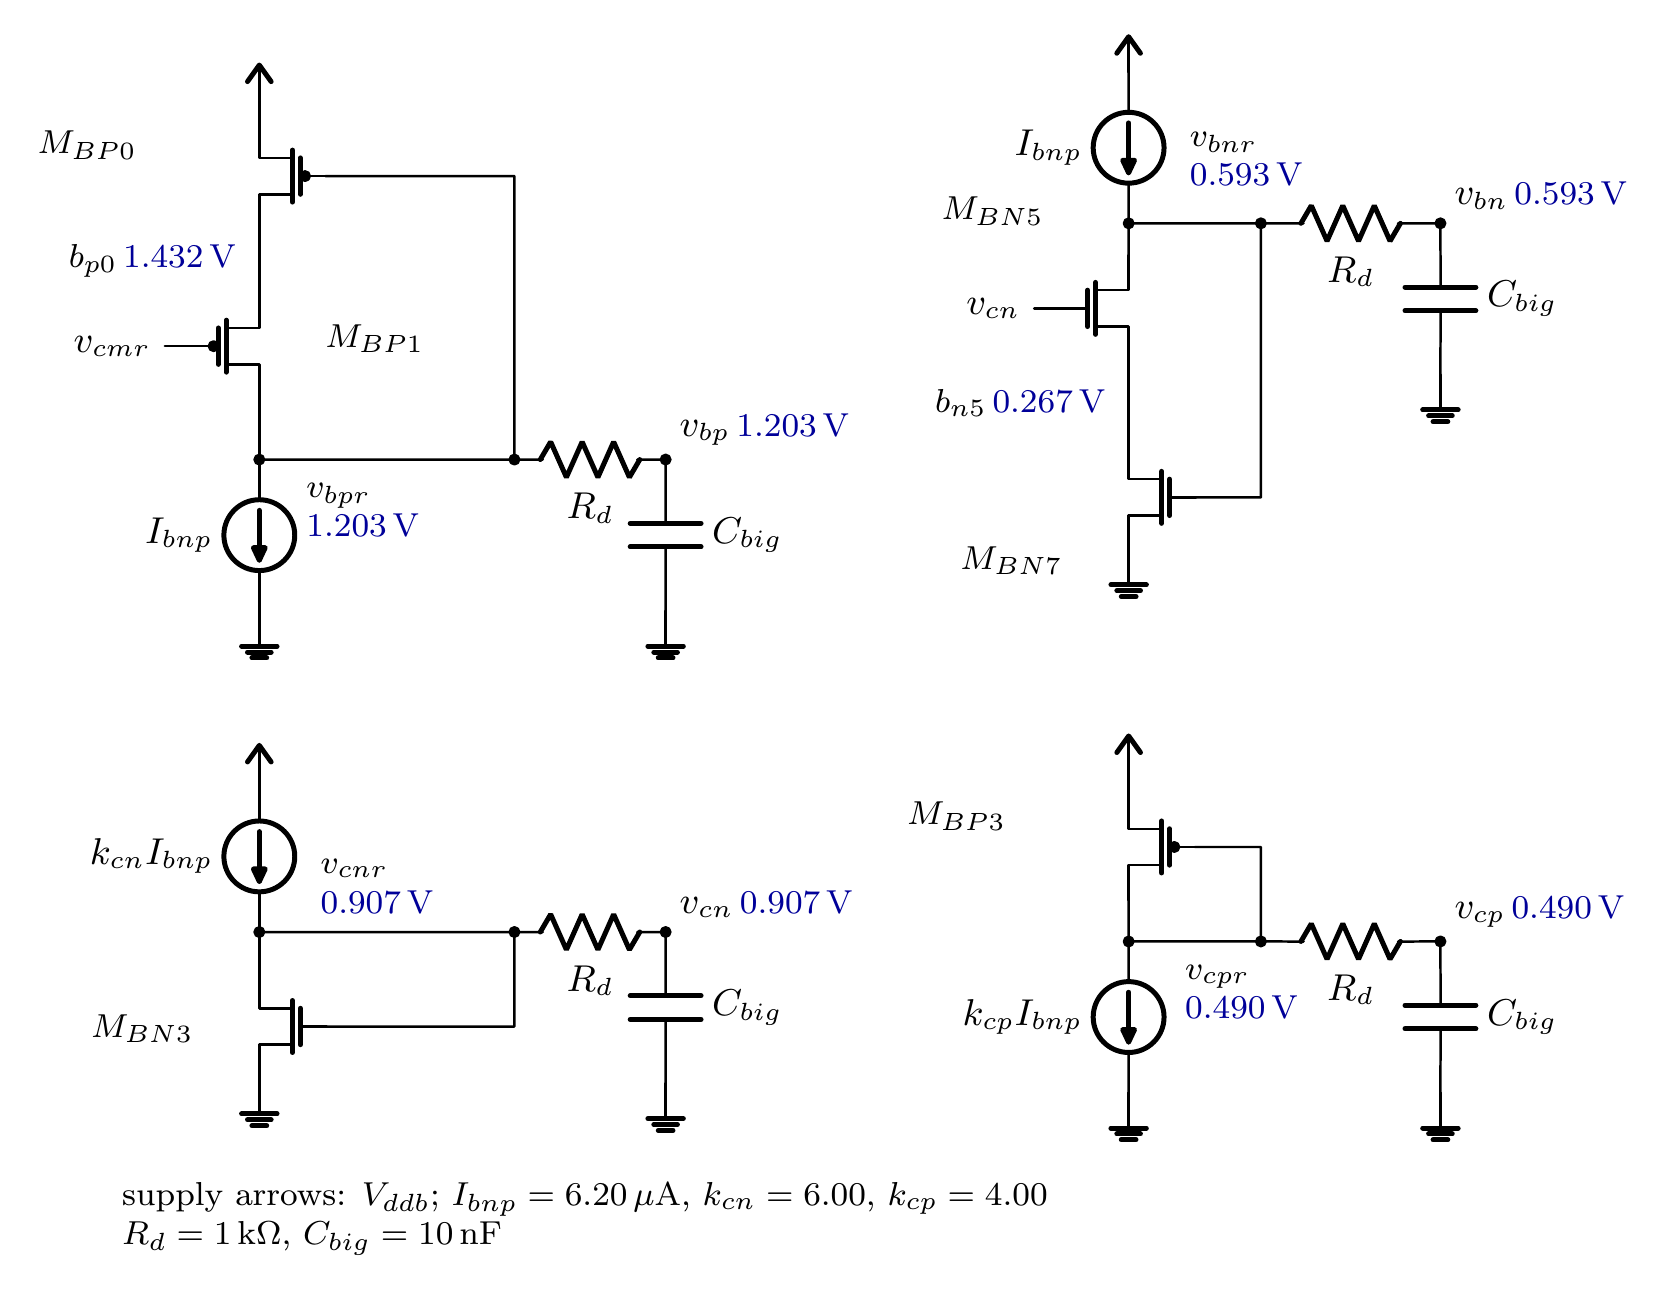 M_{BP0}
b_{p0} 1.432 V
v_{cmr}
M_{BP1}
v_{bp} 1.203 V
v_{bpr}
1.203 V
I_{bnp}
R_d
C_{big}
I_{bnp}
v_{bnr}
0.593 V
M_{BN5}
v_{bn} 0.593 V
R_d
C_{big}
v_{cn}
b_{n5} 0.267 V
M_{BN7}
k_{cn}I_{bnp}
v_{cnr}
0.907 V
v_{cn} 0.907 V
R_d
C_{big}
M_{BN3}
M_{BP3}
v_{cp} 0.490 V
v_{cpr}
0.490 V
R_d
k_{cp}I_{bnp}
C_{big}
supply arrows: V_{ddb}; I_{bnp} = 6.20 μA, k_{cn} = 6.00, k_{cp} = 4.00
R_d = 1 kΩ, C_{big} = 10 nF